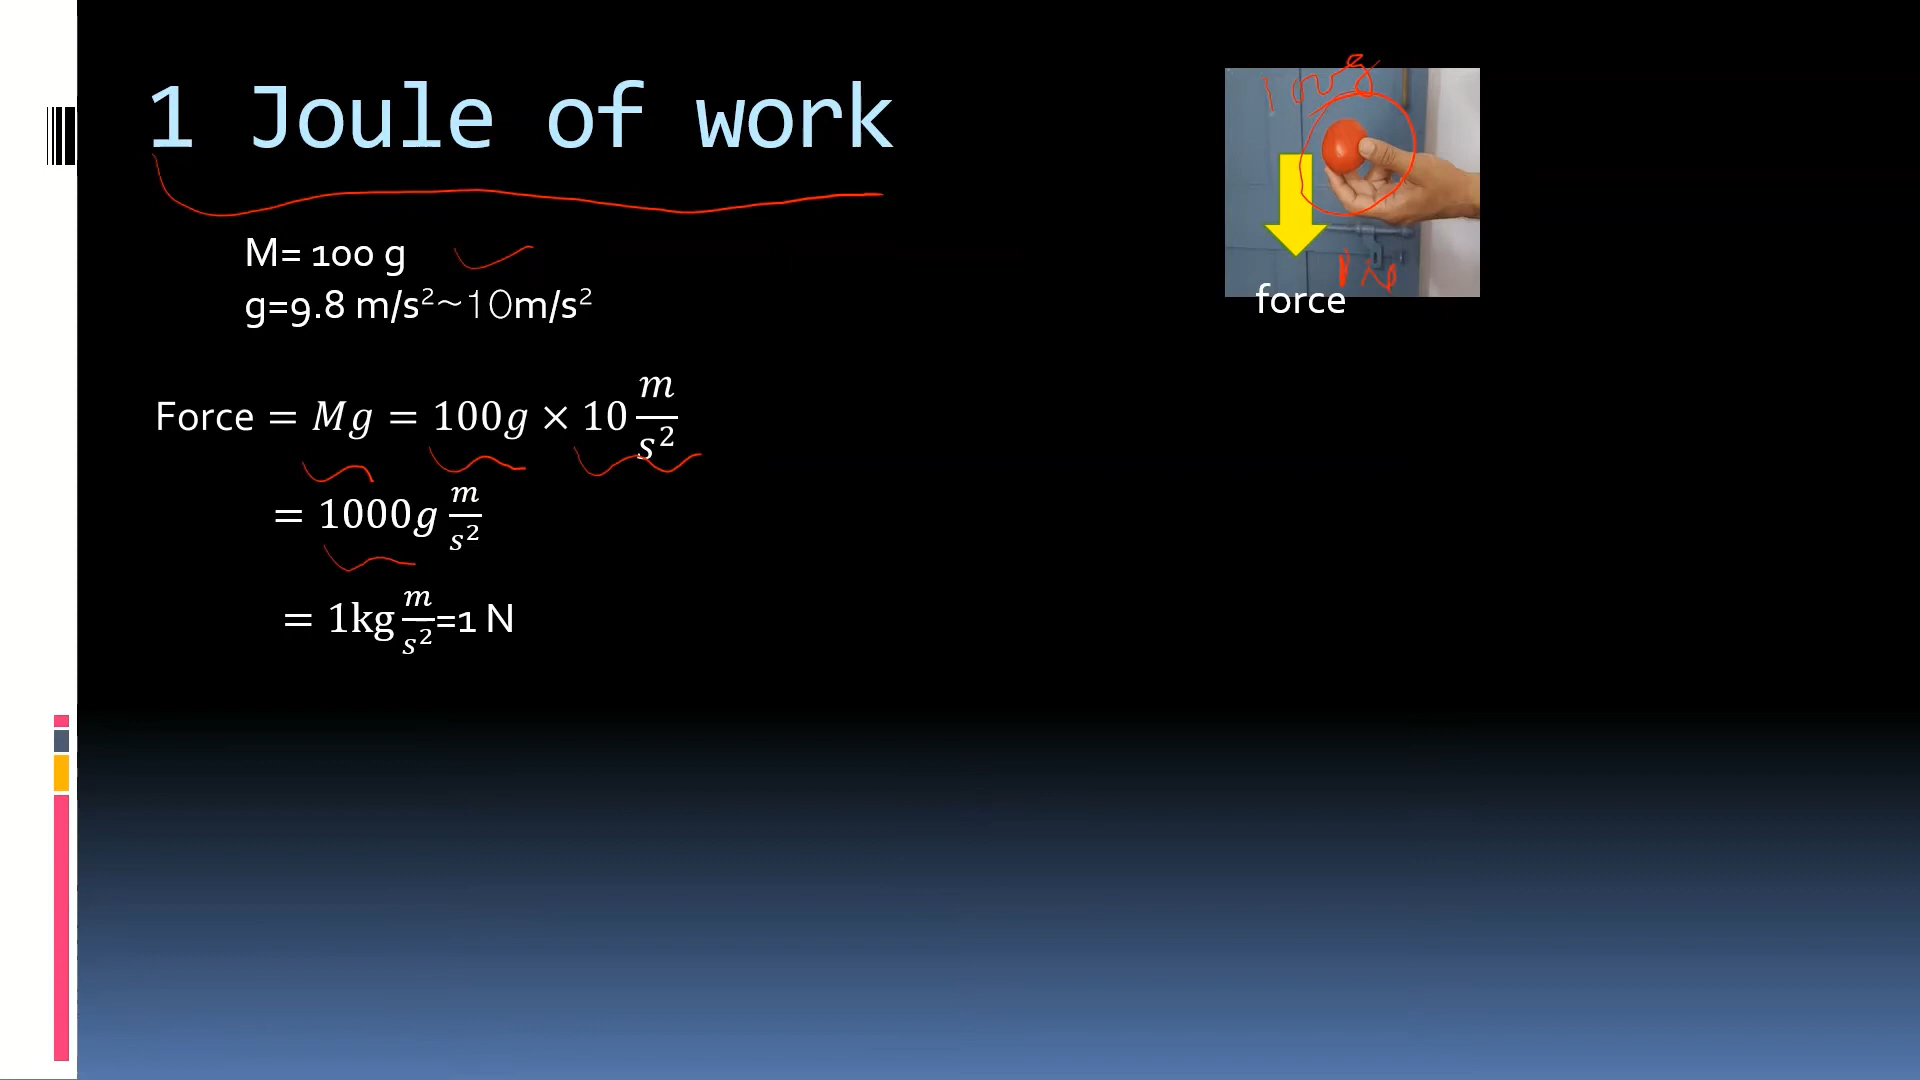 1 Joule of work
100g
M= 100 g
g=9.8 m/s²~10m/s²
force
Force = Mg = 100g × 10 m/s²
= 1000g m/s²
= 1kg m/s²=1 N